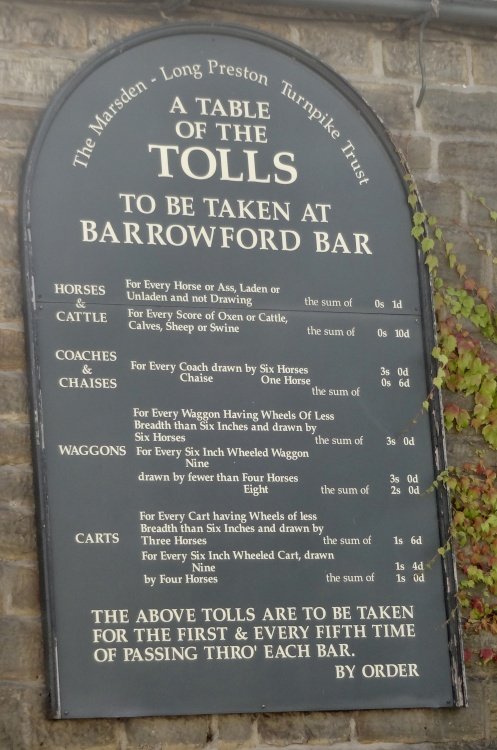 The Marsden - Long Preston Turnpike Trust
A TABLE
OF THE
TOLLS
TO BE TAKEN AT
BARROWFORD BAR
HORSES & CATTLE
For Every Horse or Ass, Laden or
Unladen and not Drawing the sum of 0s 1d
For Every Score of Oxen or Cattle,
Calves, Sheep or Swine the sum of 0s 10d
COACHES & CHAISES
For Every Coach drawn by Six Horses 3s 0d
Chaise One Horse 0s 6d
the sum of
For Every Waggon Having Wheels Of Less
Breadth than Six Inches and drawn by
Six Horses the sum of 3s 0d
WAGGONS For Every Six Inch Wheeled Waggon
Nine
drawn by fewer than Four Horses 3s 0d
Eight the sum of 2s 0d
For Every Cart having Wheels of less
Breadth than Six Inches and drawn by
CARTS Three Horses the sum of 1s 6d
For Every Six Inch Wheeled Cart, drawn
Nine 1s 4d
by Four Horses the sum of 1s 0d
THE ABOVE TOLLS ARE TO BE TAKEN
FOR THE FIRST & EVERY FIFTH TIME
OF PASSING THRO' EACH BAR.
BY ORDER